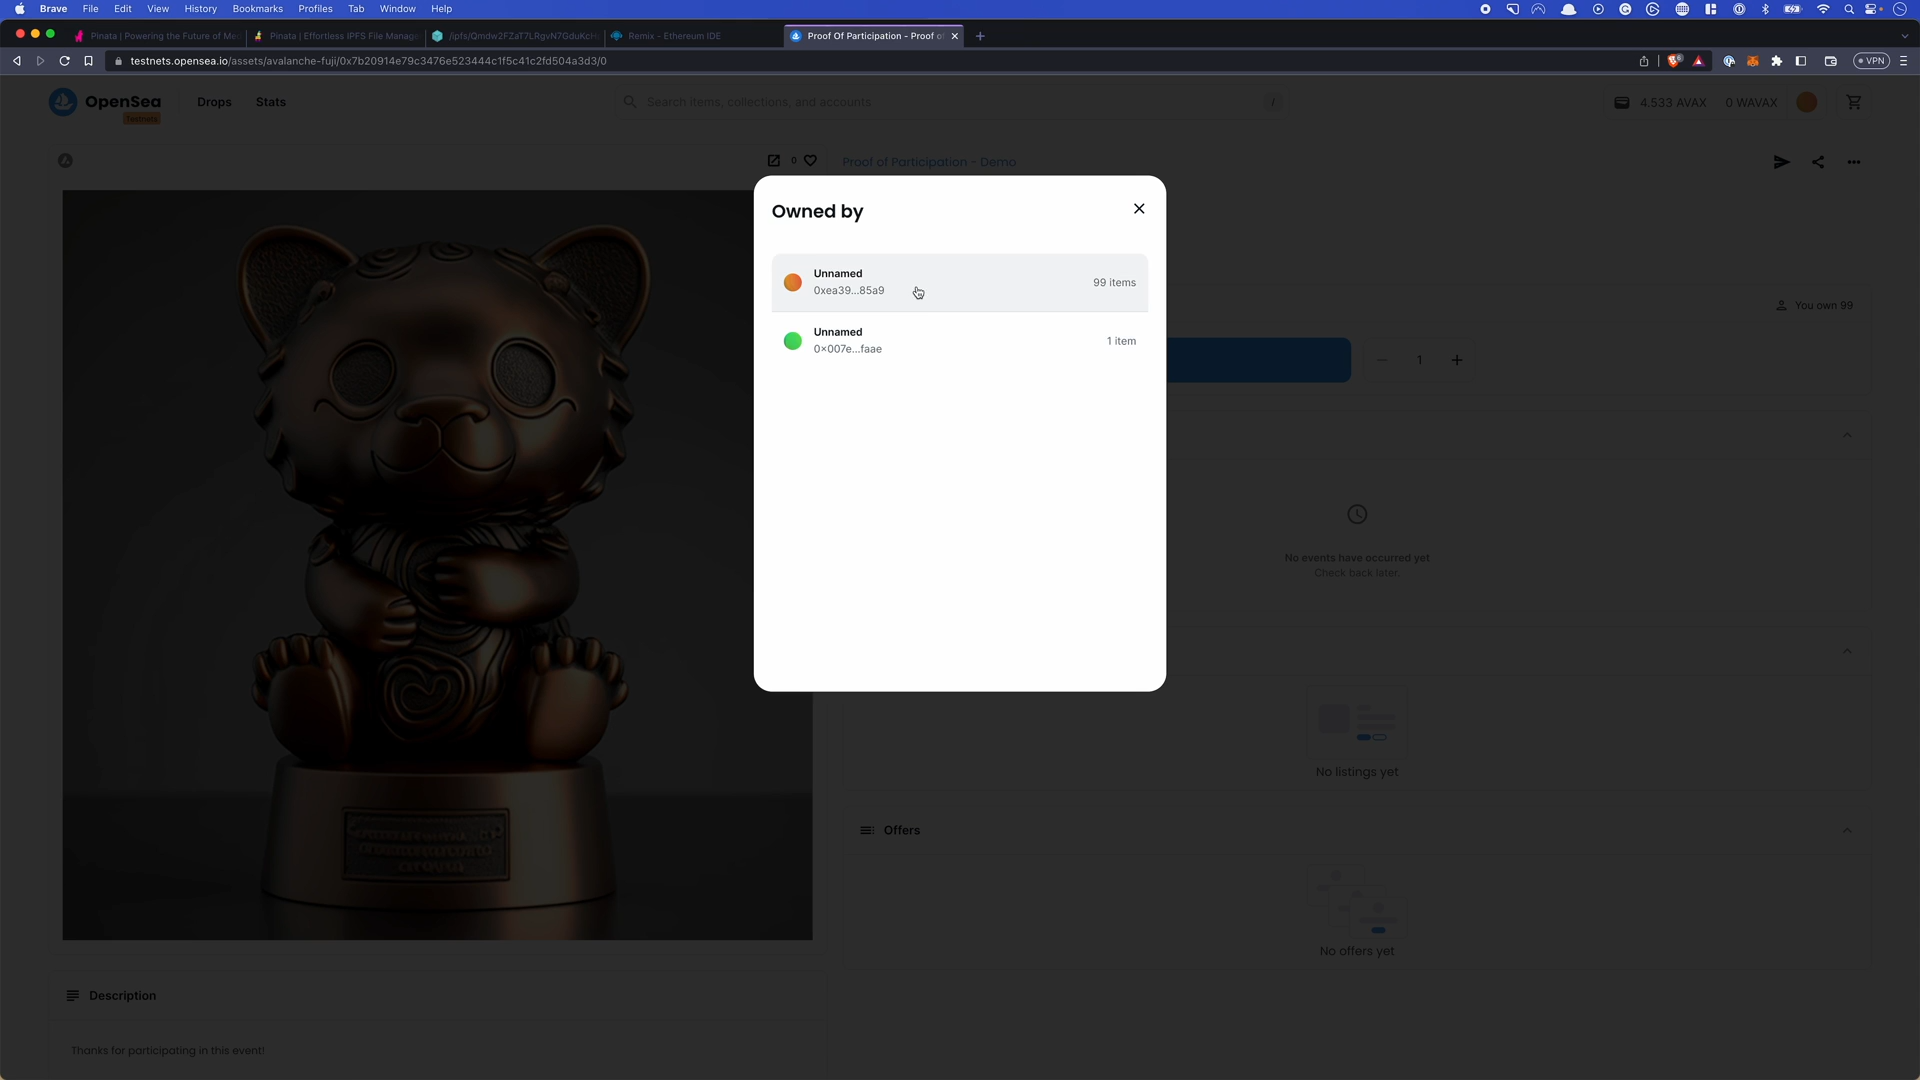 Brave File Edit View History Bookmarks Profiles Tab Window Help
Pinata | Powering the Future of Med
Pinata | Effortless IPFS File Manage
/ipfs/Qmdw2FZaT7LRgvN7GduKcH
Remix - Ethereum IDE
Proof Of Participation - Proof of
testnets.opensea.io/assets/avalanche-fuji/0x7b20914e79c3476e523444c1f5c41c2fd504a3d3/0
VPN
OpenSea
Testnets
Drops
Stats
Search items, collections, and accounts
/
4.533 AVAX
0 WAVAX
0
Proof of Participation - Demo
Owned by
Unnamed
0xea39...85a9
99 items
Unnamed
0×007e...faae
1 item
You own 99
1
No events have occurred yet
Check back later.
No listings yet
Offers
No offers yet
Description
Thanks for participating in this event!